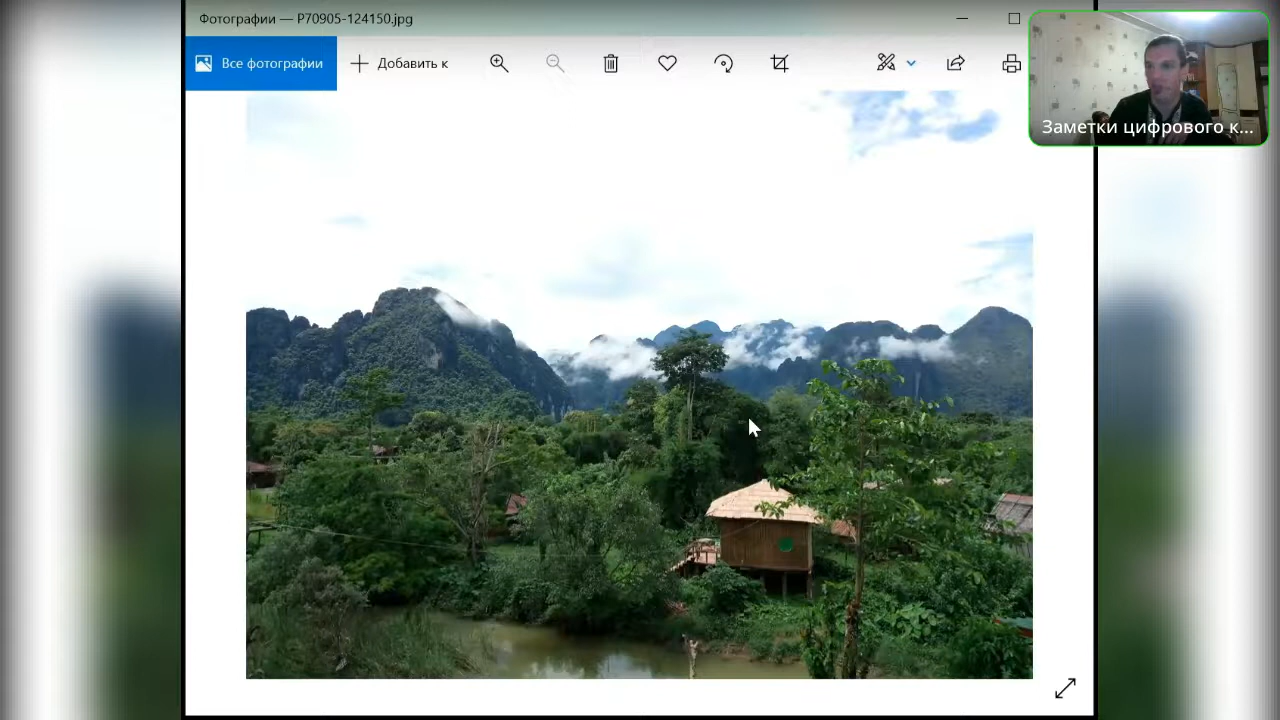 Фотографии — P70905-124150.jpg
Все фотографии
Добавить к
Заметки цифрового к...